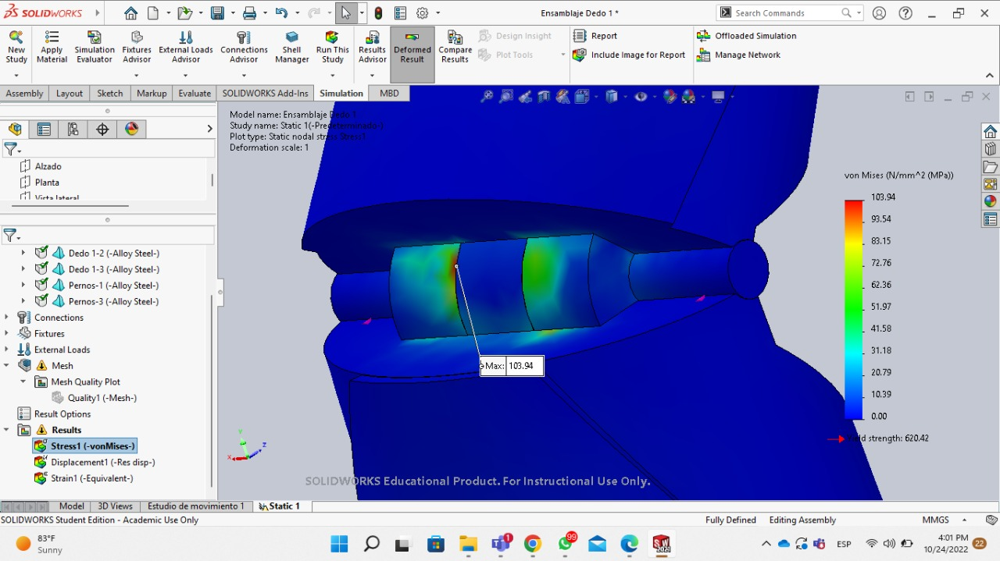 SOLIDWORKS
Ensamblaje Dedo 1 *
Search Commands
New Study
Apply Material
Simulation Evaluator
Fixtures Advisor
External Loads Advisor
Connections Advisor
Shell Manager
Run This Study
Results Advisor
Deformed Result
Compare Results
Design Insight
Plot Tools
Report
Include Image for Report
Offloaded Simulation
Manage Network
Assembly Layout Sketch Markup Evaluate SOLIDWORKS Add-Ins Simulation MBD
Alzado
Planta
Vista lateral
Dedo 1-2 (-Alloy Steel-)
Dedo 1-3 (-Alloy Steel-)
Pernos-1 (-Alloy Steel-)
Pernos-3 (-Alloy Steel-)
Connections
Fixtures
External Loads
Mesh
Mesh Quality Plot
Quality1 (-Mesh-)
Result Options
Results
Stress1 (-vonMises-)
Displacement1 (-Res disp-)
Strain1 (-Equivalent-)
Model name: Ensamblaje Dedo 1
Study name: Static 1(-Predeterminado-)
Plot type: Static nodal stress Stress1
Deformation scale: 1
Max: 103.94
von Mises (N/mm^2 (MPa))
103.94
93.54
83.15
72.76
62.36
51.97
41.58
31.18
20.79
10.39
0.00
Yield strength: 620.42
Y
X
Z
SOLIDWORKS Educational Product. For Instructional Use Only.
Model 3D Views Estudio de movimiento 1 Static 1
SOLIDWORKS Student Edition - Academic Use Only
Fully Defined Editing Assembly MMGS
83°F
Sunny
1
99
ESP
4:01 PM
10/24/2022
22